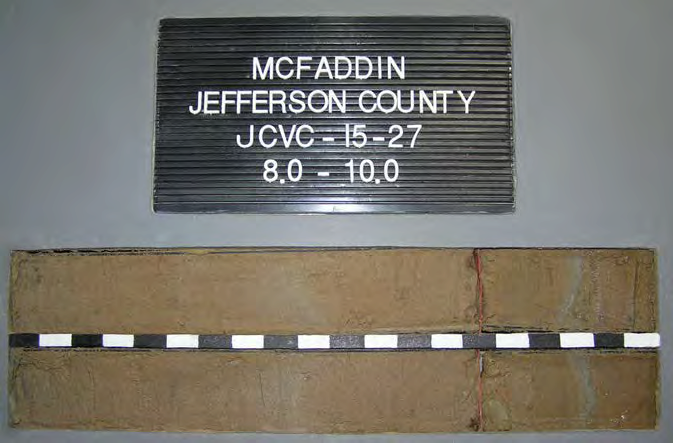 MCFADDIN
JEFFERSON COUNTY
JCVC-15-27
8.0 - 10.0